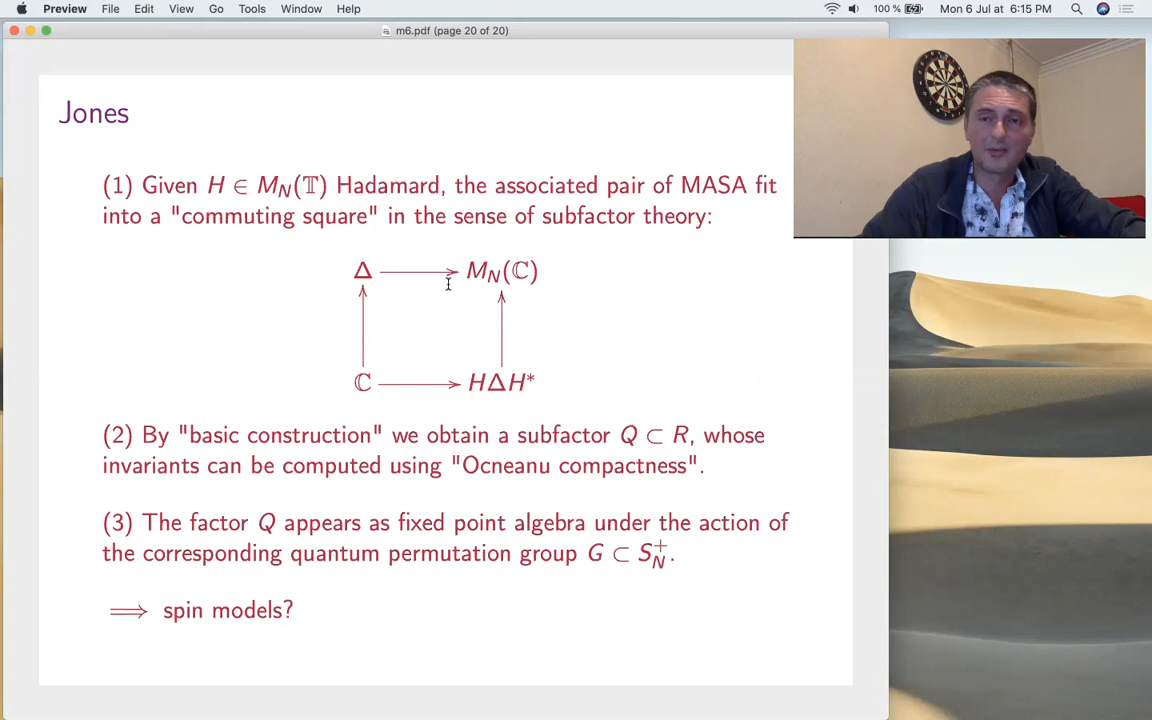 Preview File Edit View Go Tools Window Help 100 % Mon 6 Jul at 6:15 PM
m6.pdf (page 20 of 20)
Jones
(1) Given H ∈ M_N(𝕋) Hadamard, the associated pair of MASA fit
into a "commuting square" in the sense of subfactor theory:
Δ M_N(ℂ)
ℂ HΔH*
(2) By "basic construction" we obtain a subfactor Q ⊂ R, whose
invariants can be computed using "Ocneanu compactness".
(3) The factor Q appears as fixed point algebra under the action of
the corresponding quantum permutation group G ⊂ S_N^+.
⟹ spin models?